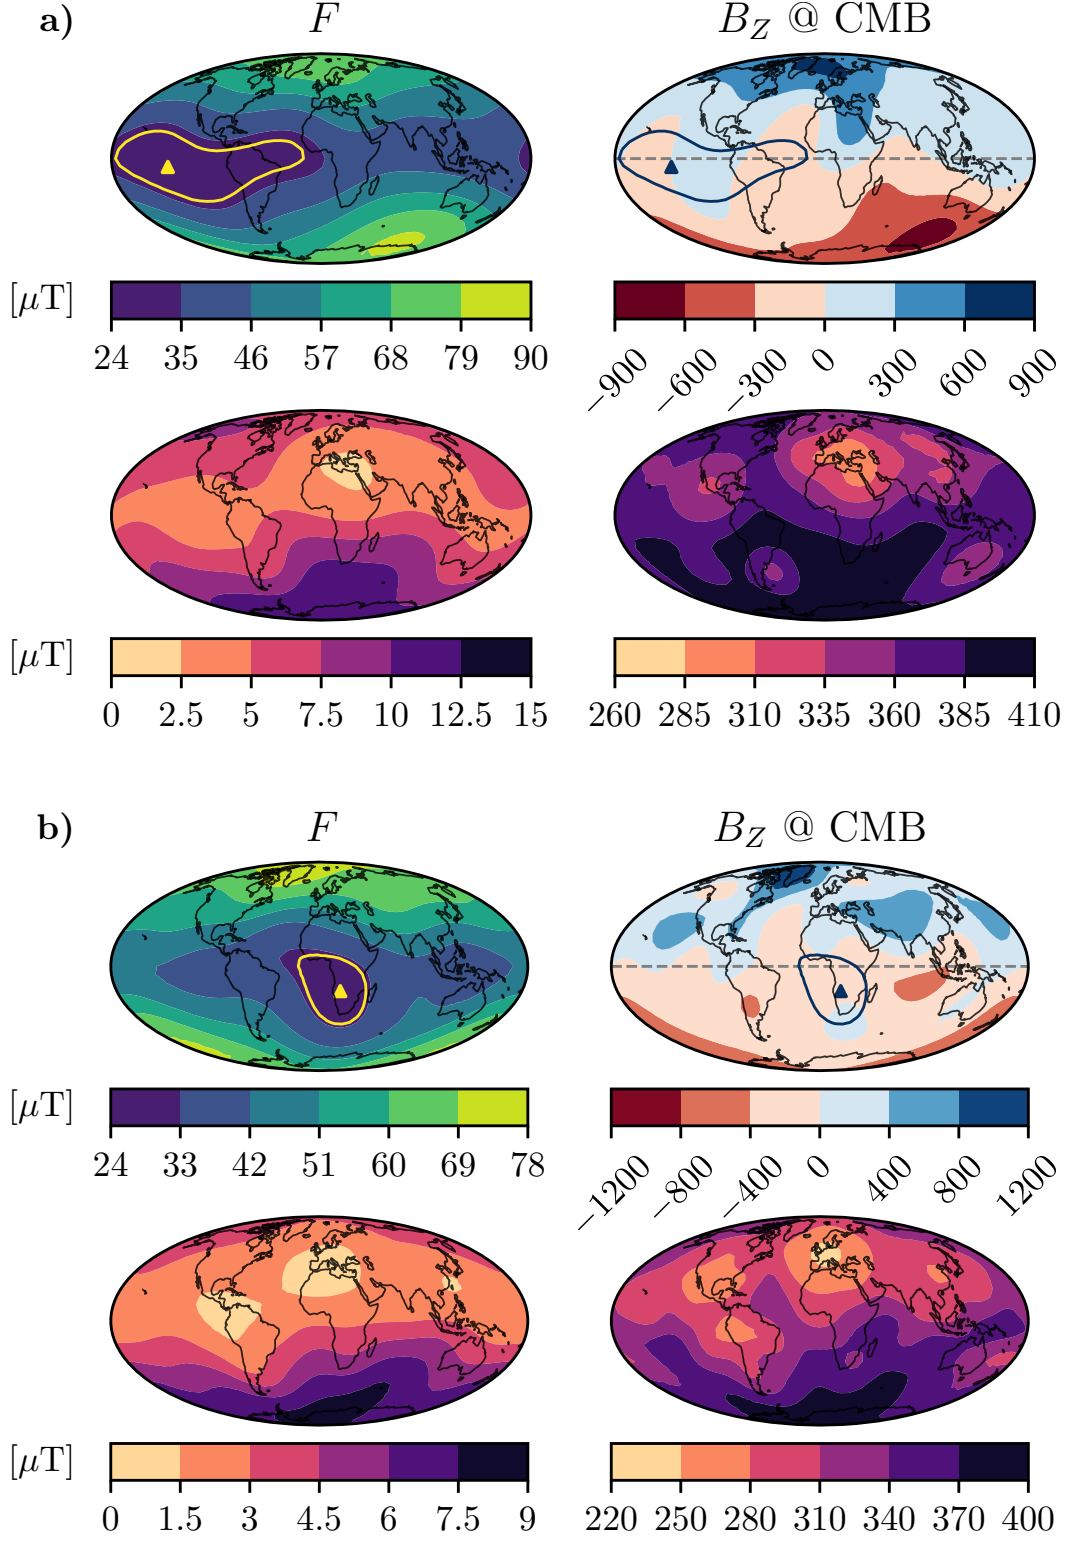 a) F B_Z @ CMB
[μT]
24 35 46 57 68 79 90
−900 −600 −300 0 300 600 900
[μT]
0 2.5 5 7.5 10 12.5 15
260 285 310 335 360 385 410
b) F B_Z @ CMB
[μT]
24 33 42 51 60 69 78
−1200 −800 −400 0 400 800 1200
[μT]
0 1.5 3 4.5 6 7.5 9
220 250 280 310 340 370 400